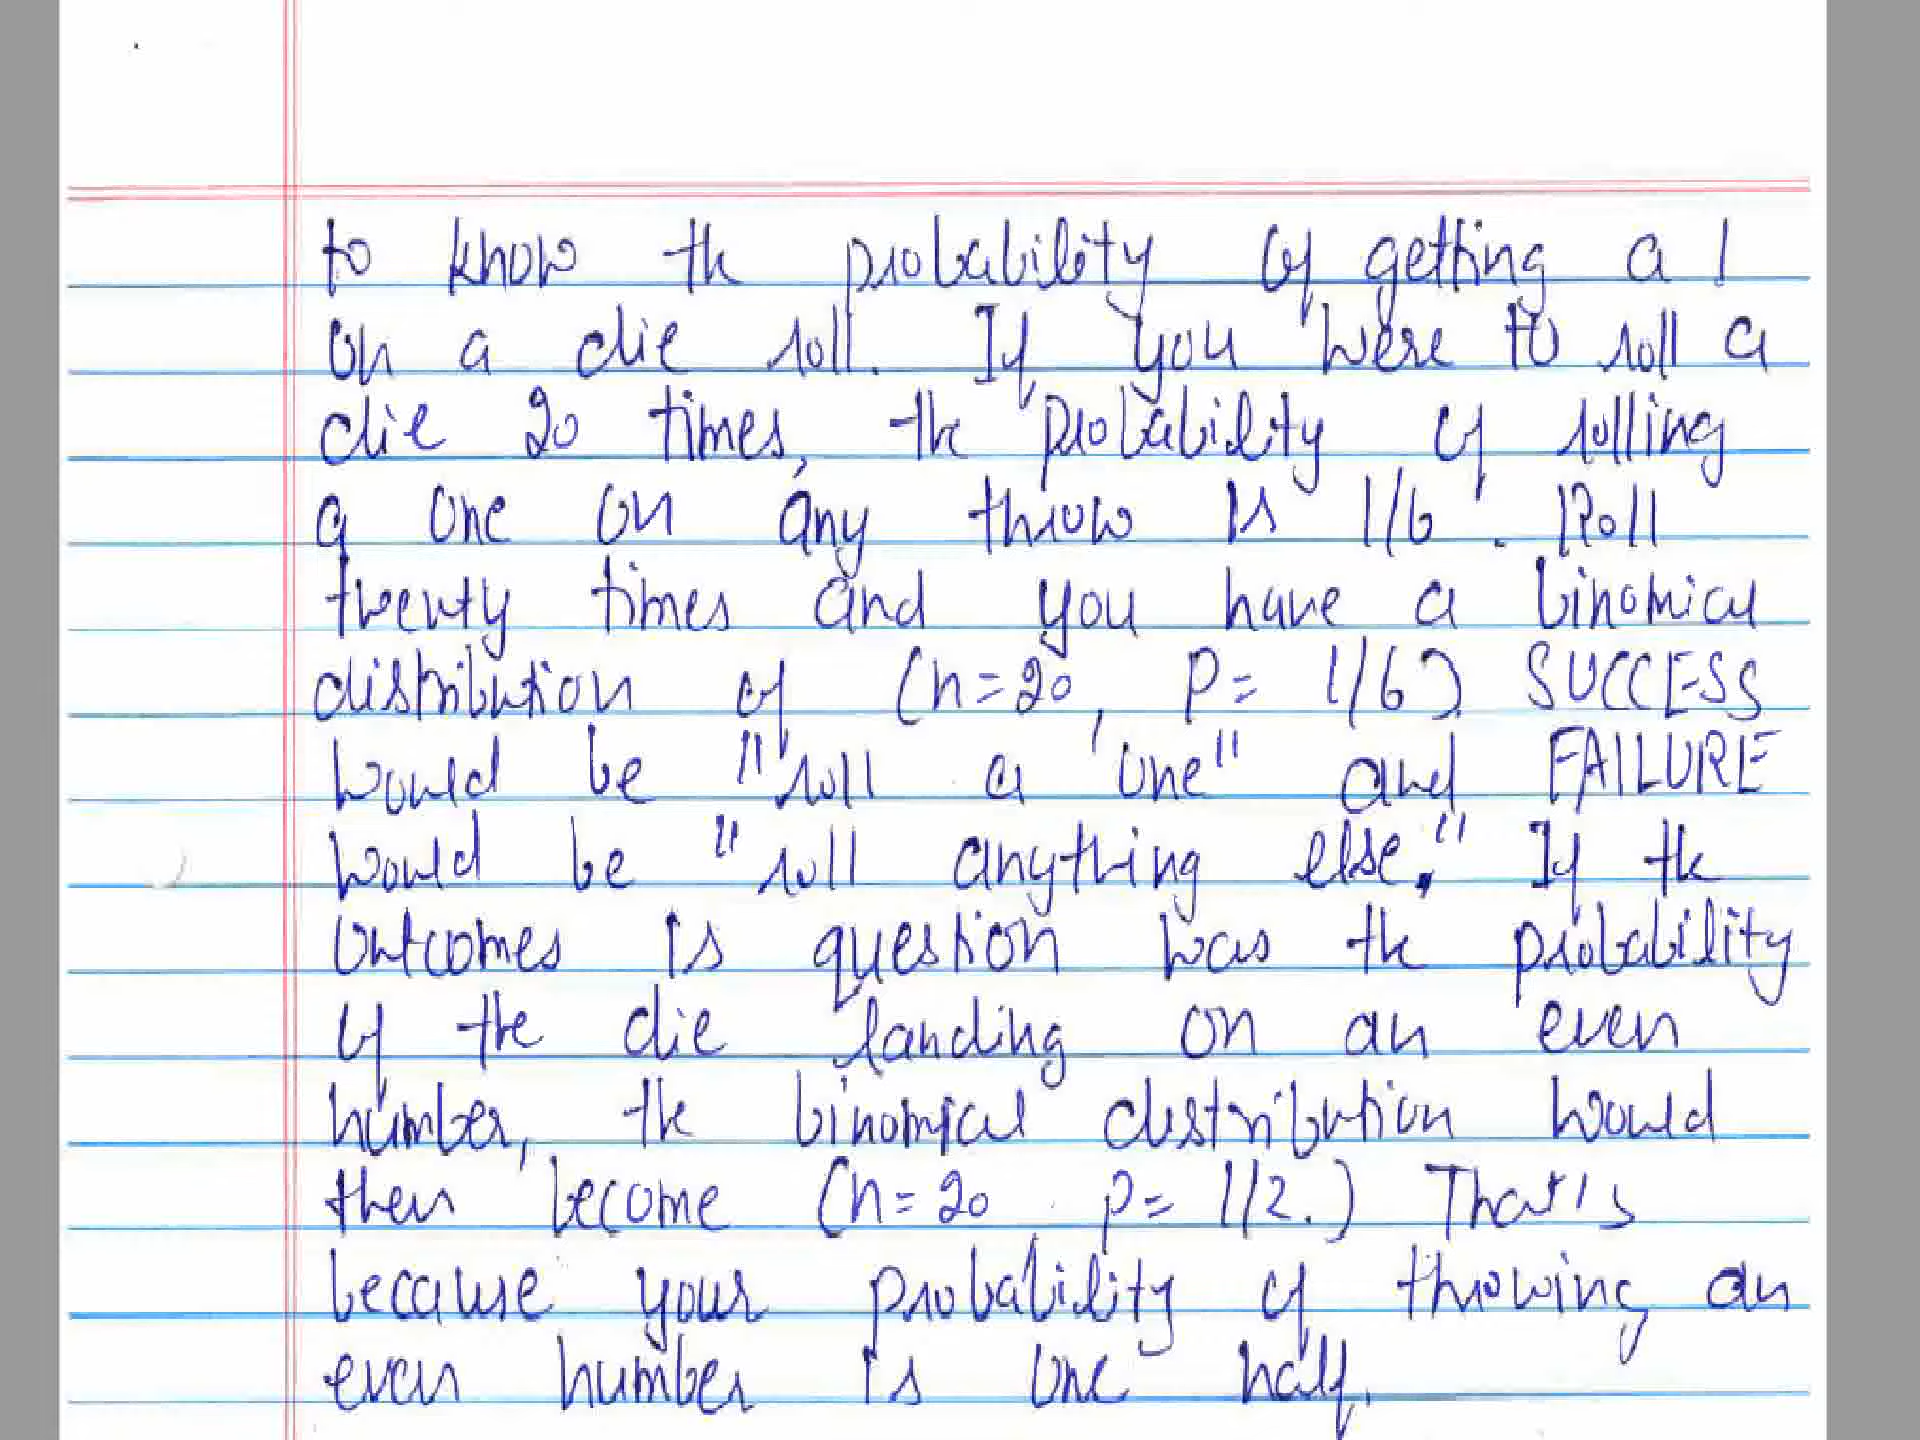 to know the probability of getting a 1
on a die roll. If you were to roll a
die 20 times, the probability of rolling
a one on any throw is 1/6. Roll
twenty times and you have a binomial
distribution of (n=20, p= 1/6). SUCCESS
would be "roll a one" and FAILURE
would be "roll anything else." If the
outcomes is question was the probability
of the die landing on an even
number, the binomial distribution would
then become (n=20 p= 1/2.) That's
because your probability of throwing an
even number is one half.